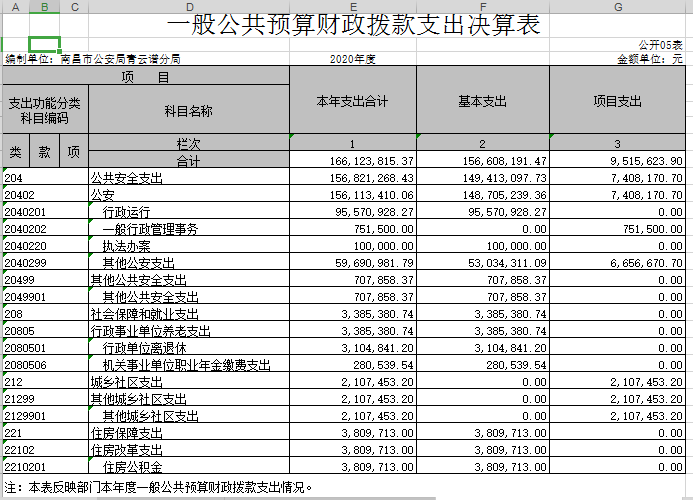 A B C D E F G
一般公共预算财政拨款支出决算表
公开05表
编制单位：南昌市公安局青云谱分局 2020年度 金额单位：元
项 目 本年支出合计 基本支出 项目支出
支出功能分类科目编码 科目名称
类 款 项 栏次 1 2 3
合计 166,123,815.37 156,608,191.47 9,515,623.90
204 公共安全支出 156,821,268.43 149,413,097.73 7,408,170.70
20402 公安 156,113,410.06 148,705,239.36 7,408,170.70
2040201 行政运行 95,570,928.27 95,570,928.27 0.00
2040202 一般行政管理事务 751,500.00 0.00 751,500.00
2040220 执法办案 100,000.00 100,000.00 0.00
2040299 其他公安支出 59,690,981.79 53,034,311.09 6,656,670.70
20499 其他公共安全支出 707,858.37 707,858.37 0.00
2049901 其他公共安全支出 707,858.37 707,858.37 0.00
208 社会保障和就业支出 3,385,380.74 3,385,380.74 0.00
20805 行政事业单位养老支出 3,385,380.74 3,385,380.74 0.00
2080501 行政单位离退休 3,104,841.20 3,104,841.20 0.00
2080506 机关事业单位职业年金缴费支出 280,539.54 280,539.54 0.00
212 城乡社区支出 2,107,453.20 0.00 2,107,453.20
21299 其他城乡社区支出 2,107,453.20 0.00 2,107,453.20
2129901 其他城乡社区支出 2,107,453.20 0.00 2,107,453.20
221 住房保障支出 3,809,713.00 3,809,713.00 0.00
22102 住房改革支出 3,809,713.00 3,809,713.00 0.00
2210201 住房公积金 3,809,713.00 3,809,713.00 0.00
注：本表反映部门本年度一般公共预算财政拨款支出情况。